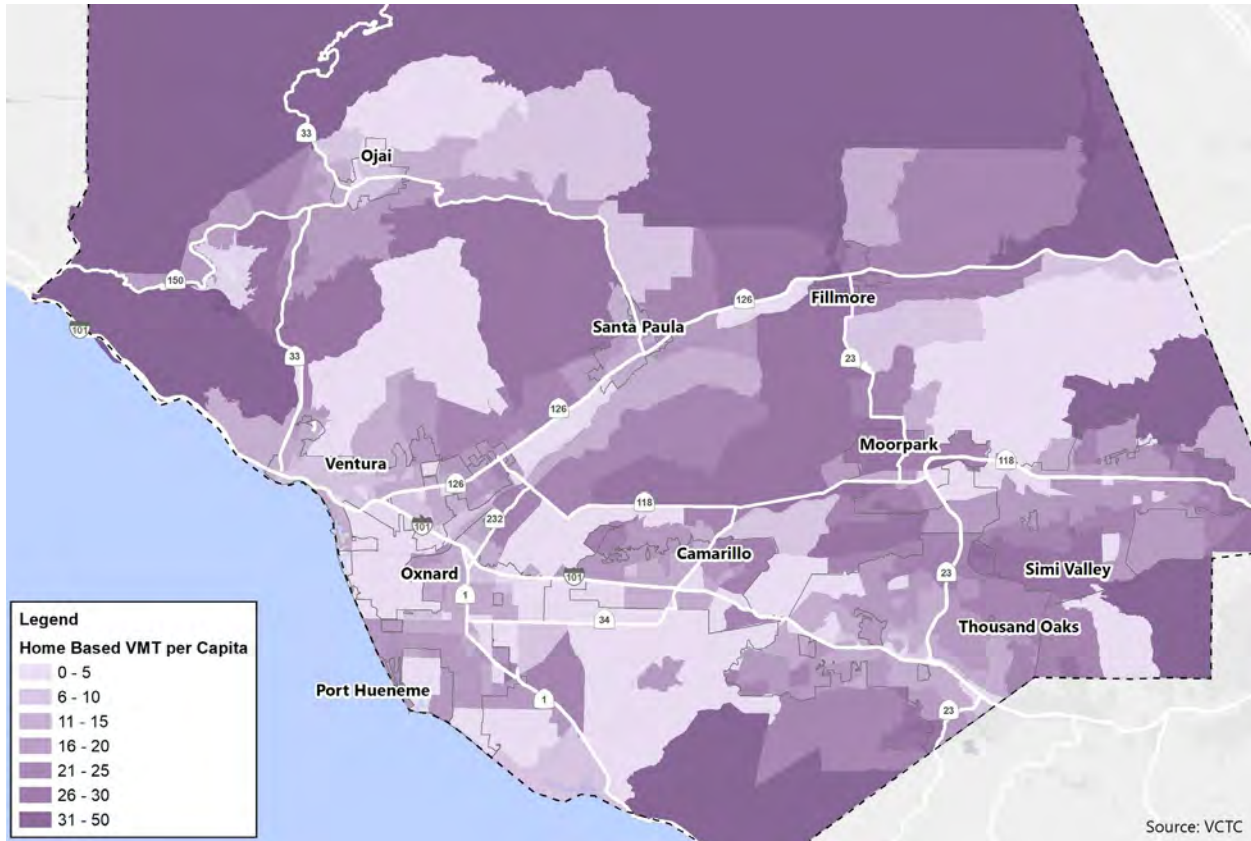 33
Ojai
150
126
Fillmore
Santa Paula
101
33
23
126
Moorpark
118
Ventura
126
118
232
101
Camarillo
Oxnard
101
23
Simi Valley
1
34
Thousand Oaks
Port Hueneme
1
23
Legend
Home Based VMT per Capita
0 - 5
6 - 10
11 - 15
16 - 20
21 - 25
26 - 30
31 - 50
Source: VCTC